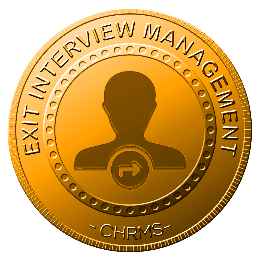 EXIT INTERVIEW MANAGEMENT
- CHRMS -